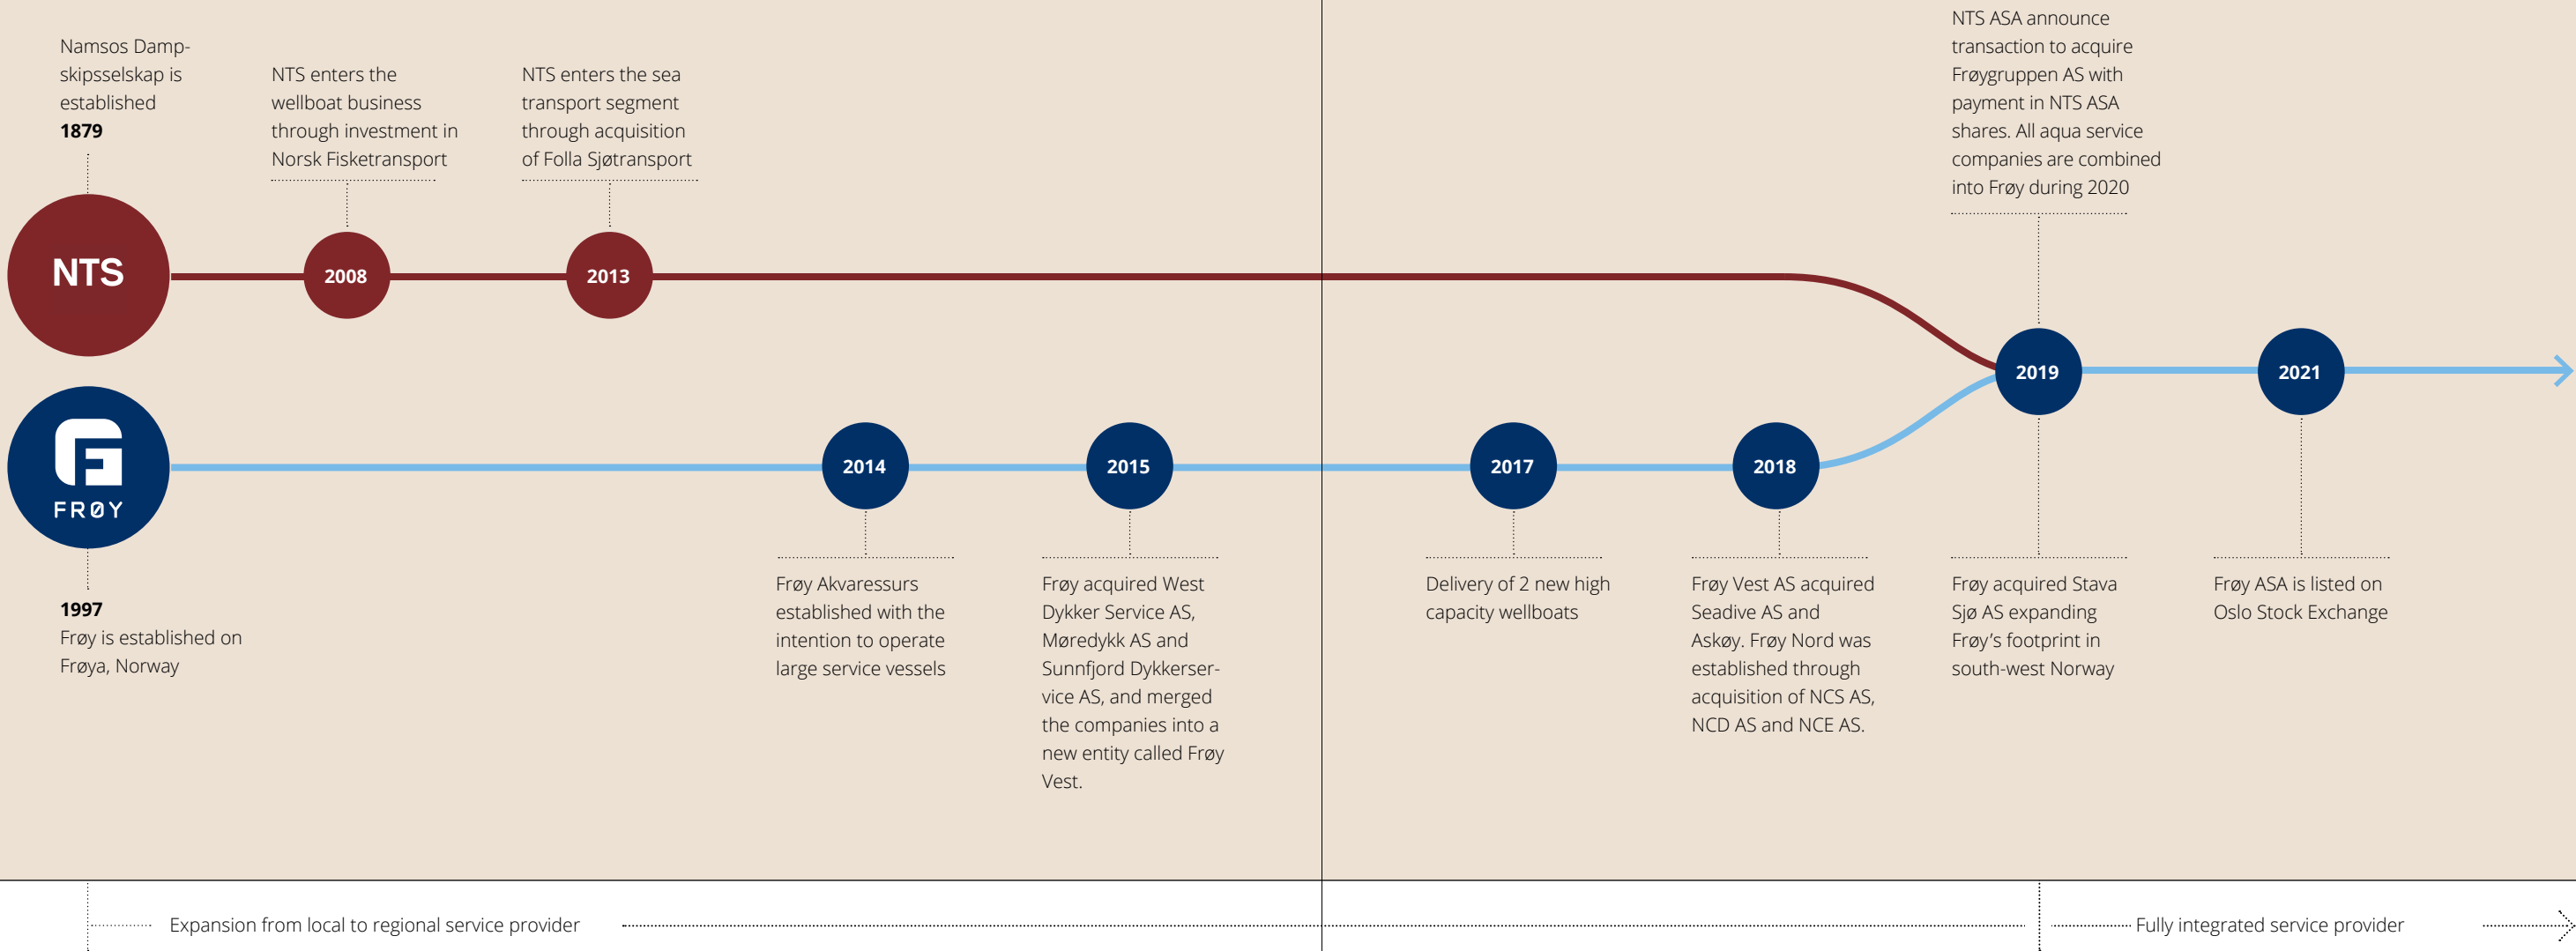 Namsos Damp-
skipsselskap is
established
1879
NTS enters the
wellboat business
through investment in
Norsk Fisketransport
NTS enters the sea
transport segment
through acquisition
of Folla Sjøtransport
NTS ASA announce
transaction to acquire
Frøygruppen AS with
payment in NTS ASA
shares. All aqua service
companies are combined
into Frøy during 2020
NTS
2008
2013
2019
2021
FRØY
2014
2015
2017
2018
1997
Frøy is established on
Frøya, Norway
Frøy Akvaressurs
established with the
intention to operate
large service vessels
Frøy acquired West
Dykker Service AS,
Møredykk AS and
Sunnfjord Dykkerser-
vice AS, and merged
the companies into a
new entity called Frøy
Vest.
Delivery of 2 new high
capacity wellboats
Frøy Vest AS acquired
Seadive AS and
Askøy. Frøy Nord was
established through
acquisition of NCS AS,
NCD AS and NCE AS.
Frøy acquired Stava
Sjø AS expanding
Frøy’s footprint in
south-west Norway
Frøy ASA is listed on
Oslo Stock Exchange
Expansion from local to regional service provider
Fully integrated service provider